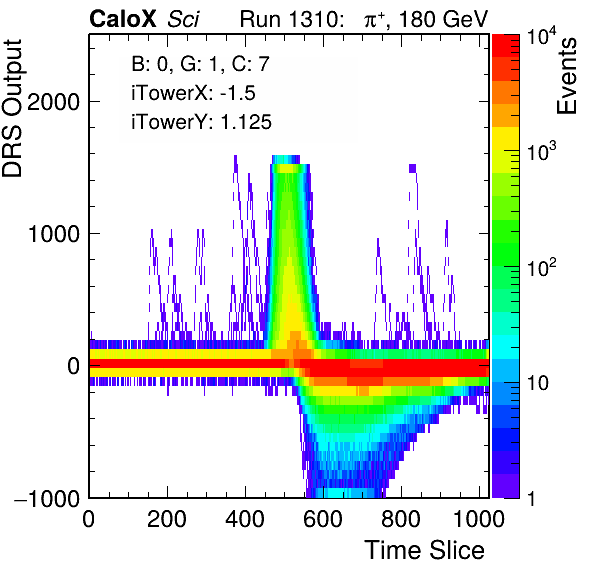 CaloX Sci Run 1310: π⁺, 180 GeV
B: 0, G: 1, C: 7
iTowerX: -1.5
iTowerY: 1.125
DRS Output
2000
1000
0
−1000
0 200 400 600 800 1000
Time Slice
Events
10⁴
10³
10²
10
1